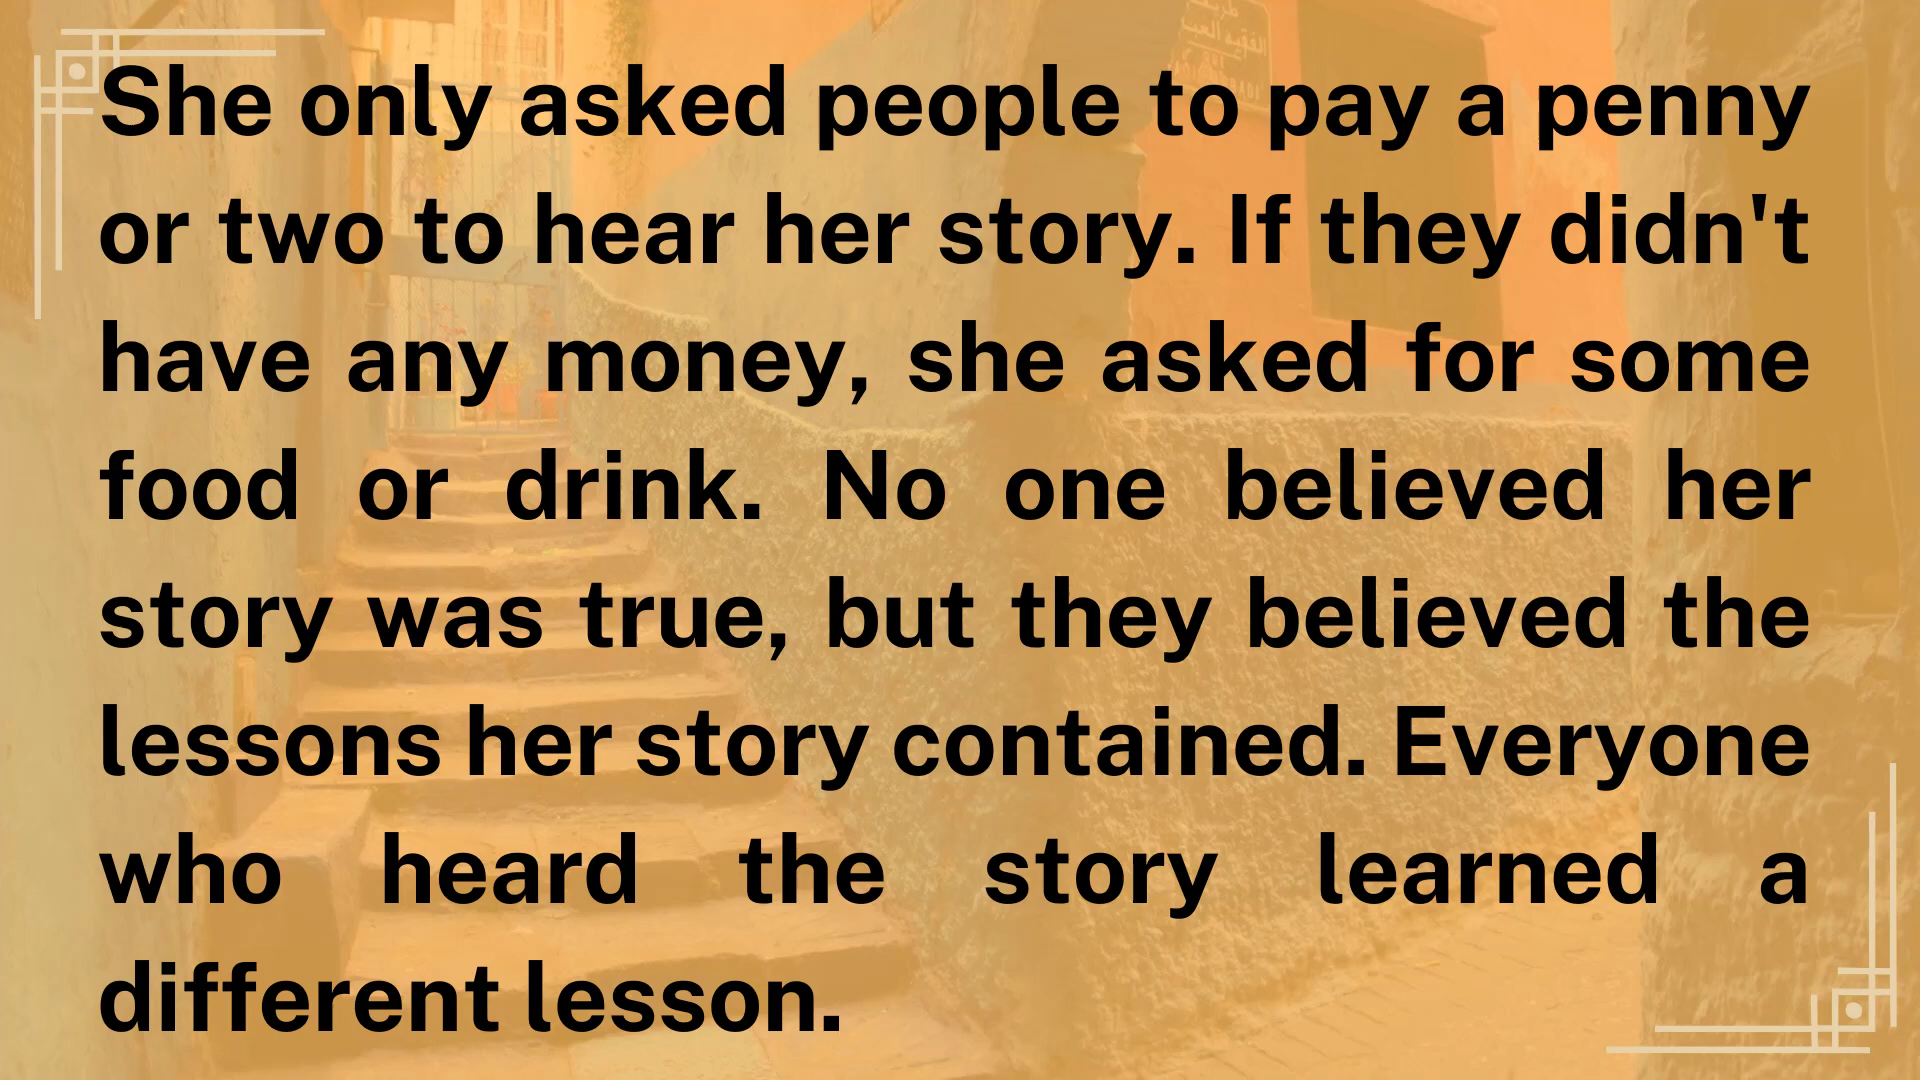 She only asked people to pay a penny
or two to hear her story. If they didn't
have any money, she asked for some
food or drink. No one believed her
story was true, but they believed the
lessons her story contained. Everyone
who heard the story learned a
different lesson.